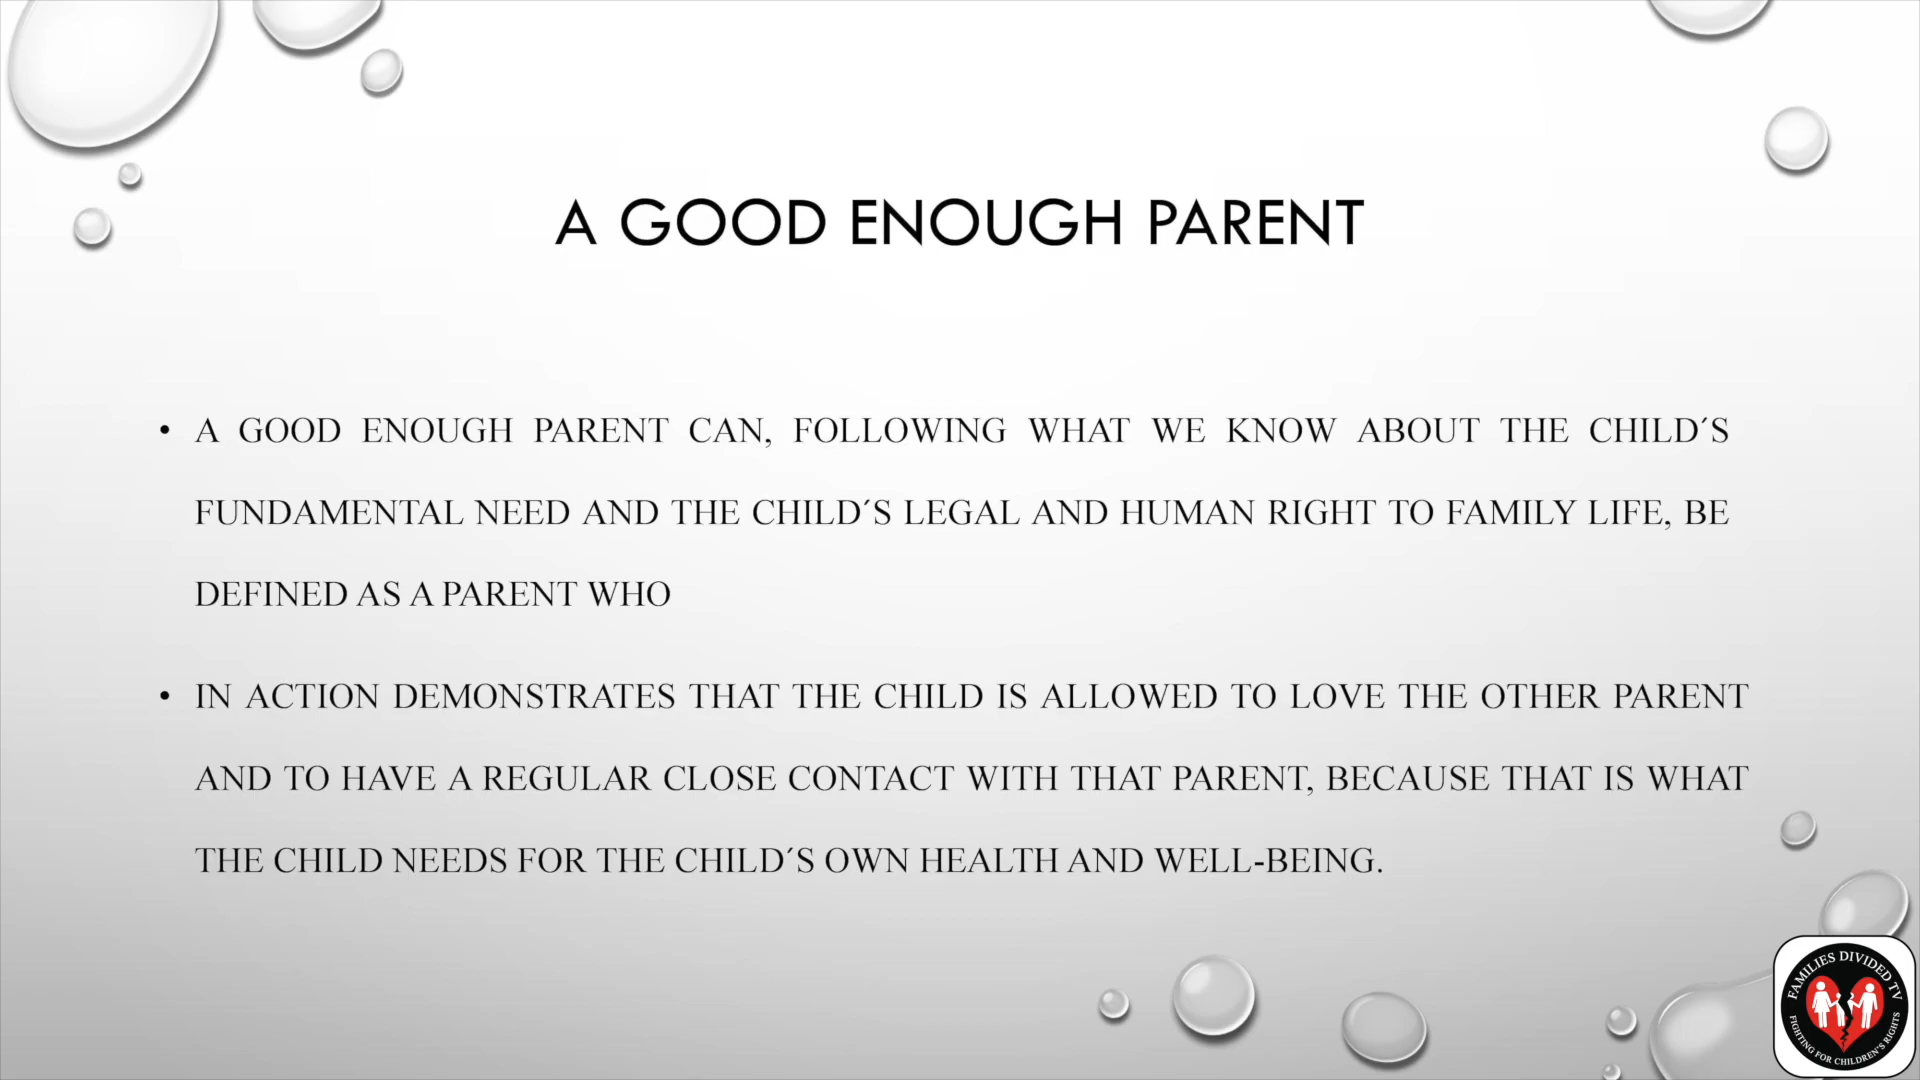 A GOOD ENOUGH PARENT
• A GOOD ENOUGH PARENT CAN, FOLLOWING WHAT WE KNOW ABOUT THE CHILD´S
FUNDAMENTAL NEED AND THE CHILD´S LEGAL AND HUMAN RIGHT TO FAMILY LIFE, BE
DEFINED AS A PARENT WHO
• IN ACTION DEMONSTRATES THAT THE CHILD IS ALLOWED TO LOVE THE OTHER PARENT
AND TO HAVE A REGULAR CLOSE CONTACT WITH THAT PARENT, BECAUSE THAT IS WHAT
THE CHILD NEEDS FOR THE CHILD´S OWN HEALTH AND WELL-BEING.
FAMILIES DIVIDED TV
FIGHTING FOR CHILDREN'S RIGHTS